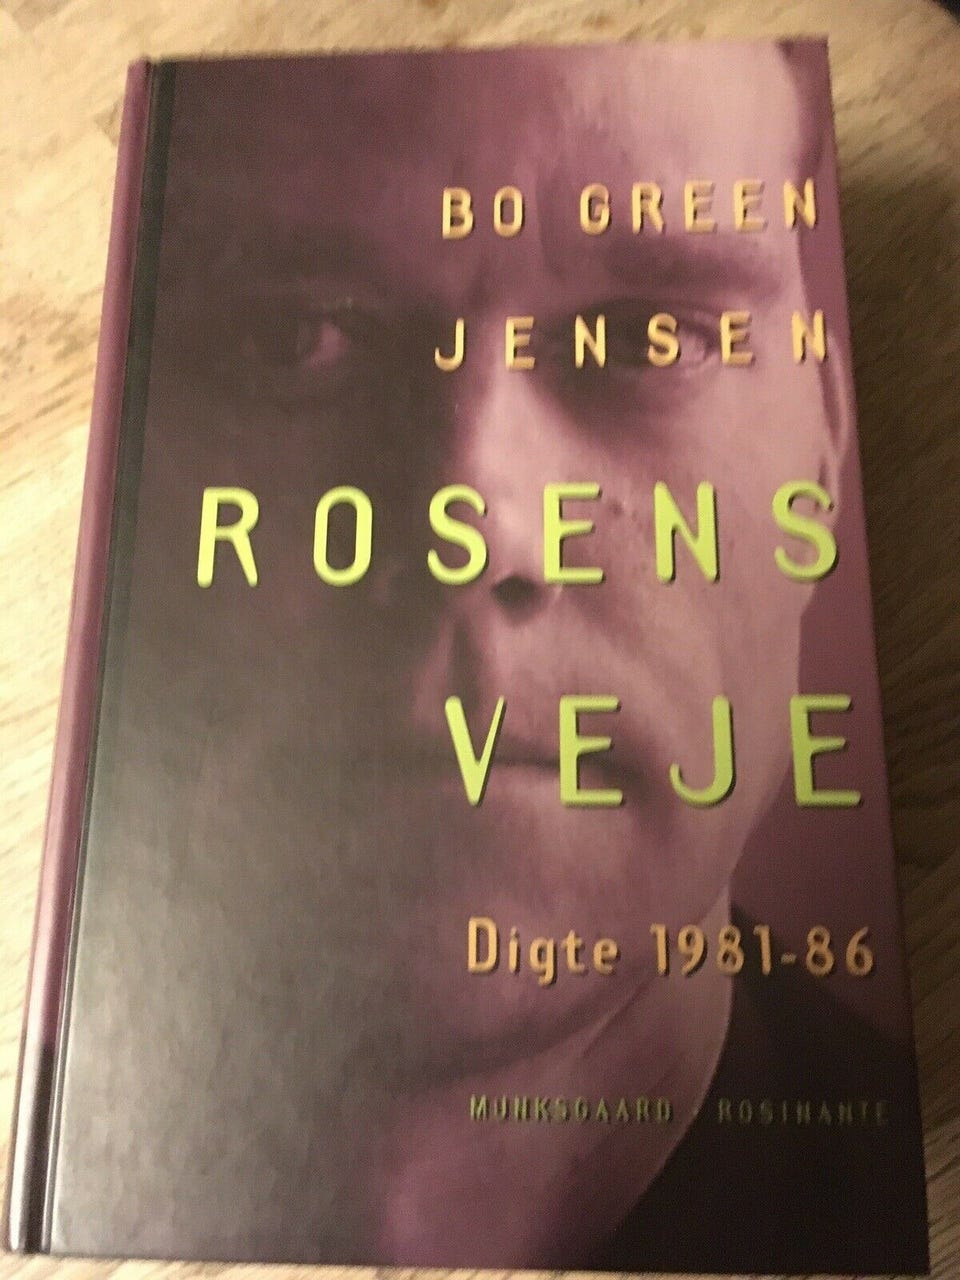 BO GREEN
JENSEN
ROSENS
VEJE
Digte 1981-86
MUNKSGAARD · ROSINANTE